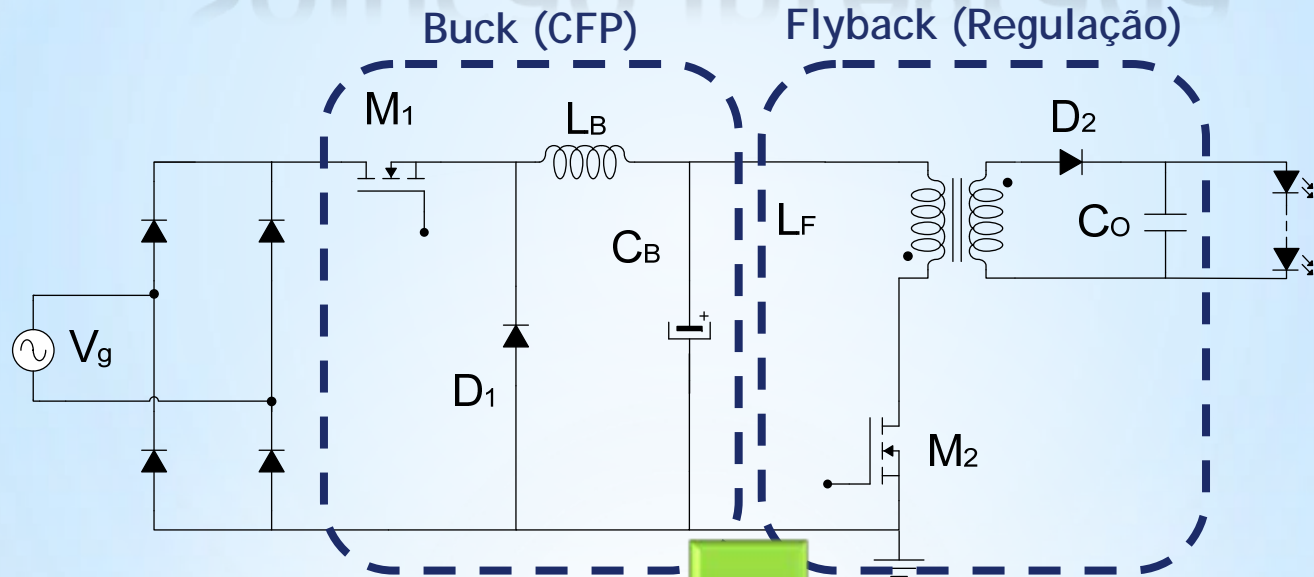 Buck (CFP)
Flyback (Regulação)
M1
LB
D2
LF
CO
CB
Vg
D1
M2
+